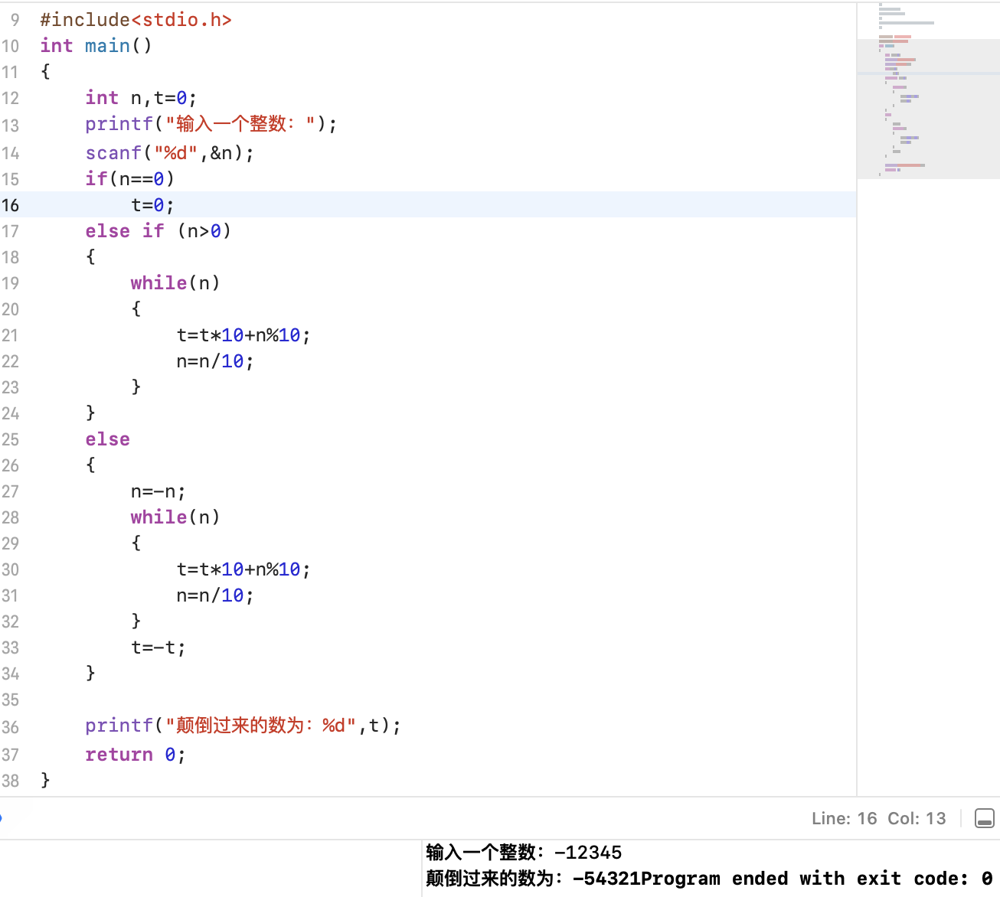 9 #include<stdio.h>
10 int main()
11 {
12     int n,t=0;
13     printf("输入一个整数：");
14     scanf("%d",&n);
15     if(n==0)
16         t=0;
17     else if (n>0)
18     {
19         while(n)
20         {
21             t=t*10+n%10;
22             n=n/10;
23         }
24     }
25     else
26     {
27         n=-n;
28         while(n)
29         {
30             t=t*10+n%10;
31             n=n/10;
32         }
33         t=-t;
34     }
35
36     printf("颠倒过来的数为：%d",t);
37     return 0;
38 }
Line: 16 Col: 13
输入一个整数：-12345
颠倒过来的数为：-54321Program ended with exit code: 0